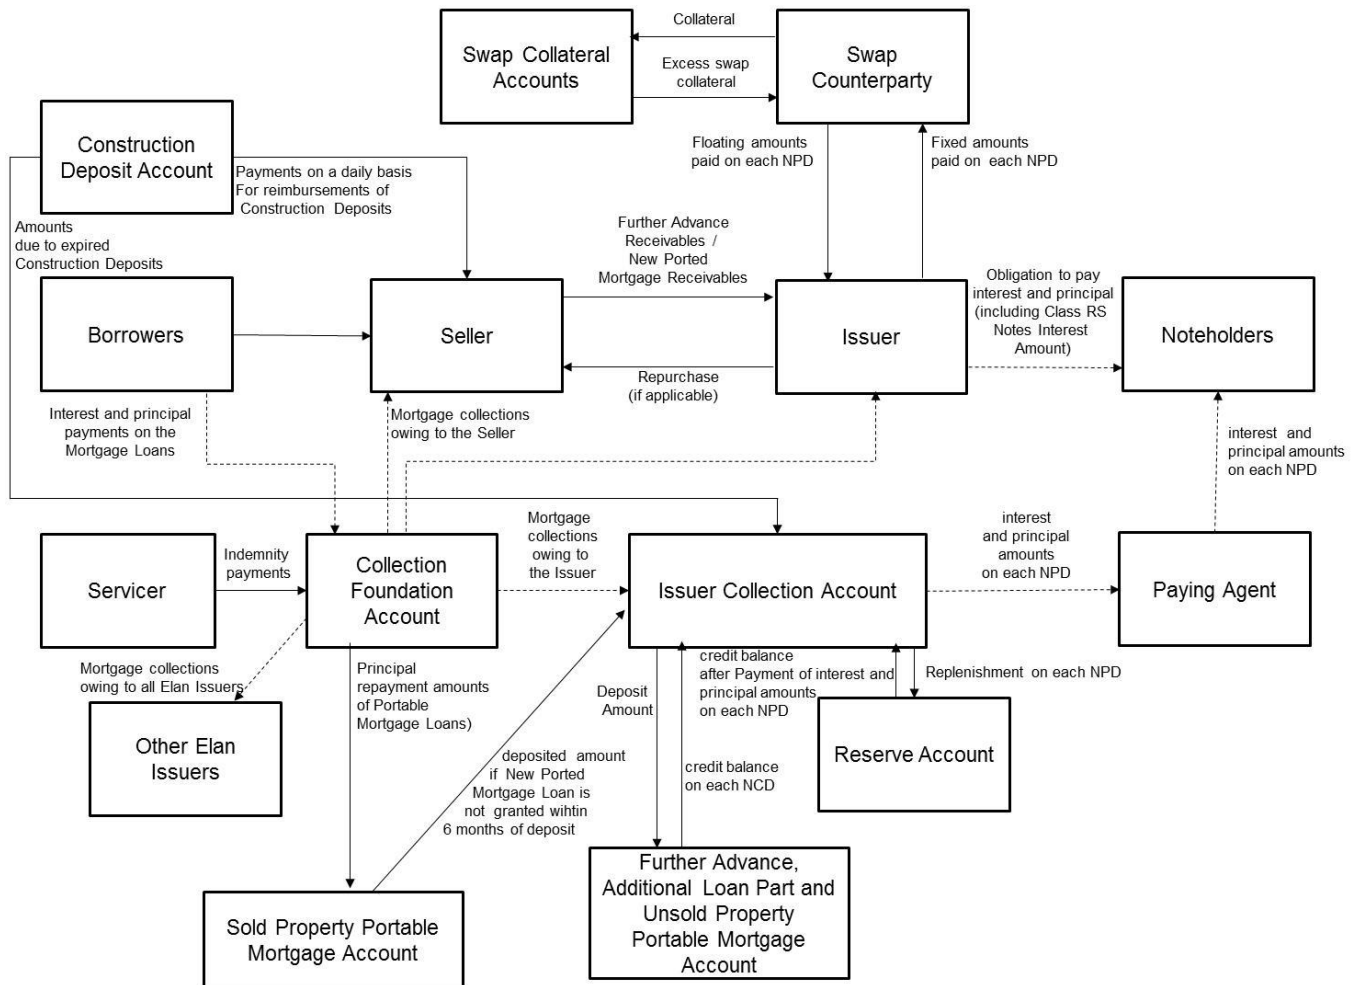 Collateral
Swap Collateral
Accounts
Excess swap
collateral
Swap
Counterparty
Construction
Deposit Account
Payments on a daily basis
For reimbursements of
Construction Deposits
Floating amounts
paid on each NPD
Fixed amounts
paid on each NPD
Amounts
due to expired
Construction Deposits
Further Advance
Receivables /
New Ported
Mortgage Receivables
Obligation to pay
interest and principal
(including Class RS
Notes Interest
Amount)
Borrowers
Seller
Issuer
Noteholders
Repurchase
(if applicable)
Interest and principal
payments on the
Mortgage Loans
Mortgage collections
owing to the Seller
interest and
principal amounts
on each NPD
Servicer
Indemnity
payments
Collection
Foundation
Account
Mortgage
collections
owing to
the Issuer
Issuer Collection Account
interest
and principal
amounts
on each NPD
Paying Agent
Mortgage collections
owing to all Elan Issuers
Principal
repayment amounts
of Portable
Mortgage Loans)
Deposit
Amount
credit balance
after Payment of interest and
principal amounts
on each NPD
Replenishment on each NPD
Other Elan
Issuers
deposited amount
if New Ported
Mortgage Loan is
not granted wihtin
6 months of deposit
credit balance
on each NCD
Reserve Account
Sold Property Portable
Mortgage Account
Further Advance,
Additional Loan Part and
Unsold Property
Portable Mortgage
Account